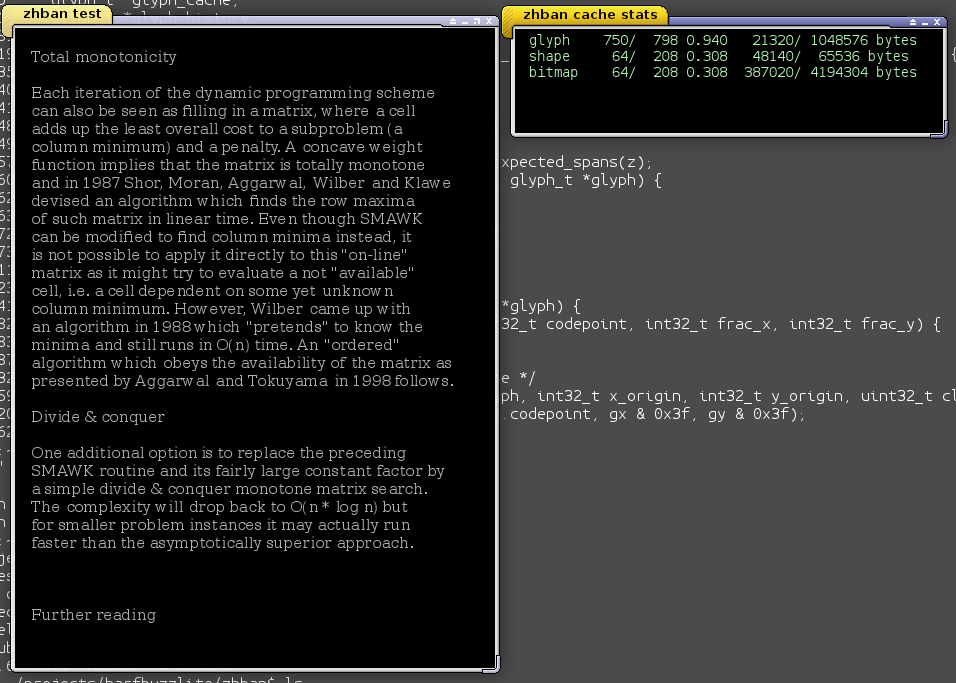 zhban test
Total monotonicity
Each iteration of the dynamic programming scheme
can also be seen as filling in a matrix, where a cell
adds up the least overall cost to a subproblem (a
column minimum) and a penalty. A concave weight
function implies that the matrix is totally monotone
and in 1987 Shor, Moran, Aggarwal, Wilber and Klawe
devised an algorithm which finds the row maxima
of such matrix in linear time. Even though SMAWK
can be modified to find column minima instead, it
is not possible to apply it directly to this "on-line"
matrix as it might try to evaluate a not "available"
cell, i.e. a cell dependent on some yet unknown
column minimum. However, Wilber came up with
an algorithm in 1988 which "pretends" to know the
minima and still runs in O(n) time. An "ordered"
algorithm which obeys the availability of the matrix as
presented by Aggarwal and Tokuyama in 1998 follows.
Divide & conquer
One additional option is to replace the preceding
SMAWK routine and its fairly large constant factor by
a simple divide & conquer monotone matrix search.
The complexity will drop back to O(n * log n) but
for smaller problem instances it may actually run
faster than the asymptotically superior approach.
Further reading
zhban cache stats
glyph 750/ 798 0.940 21320/ 1048576 bytes
shape 64/ 208 0.308 48140/ 65536 bytes
bitmap 64/ 208 0.308 387020/ 4194304 bytes
xpected_spans(z);
glyph_t *glyph) {
*glyph) {
32_t codepoint, int32_t frac_x, int32_t frac_y) {
e */
ph, int32_t x_origin, int32_t y_origin, uint32_t cl
codepoint, gx & 0x3f, gy & 0x3f);
/projects/harfbuzzlite/zhban$ ls